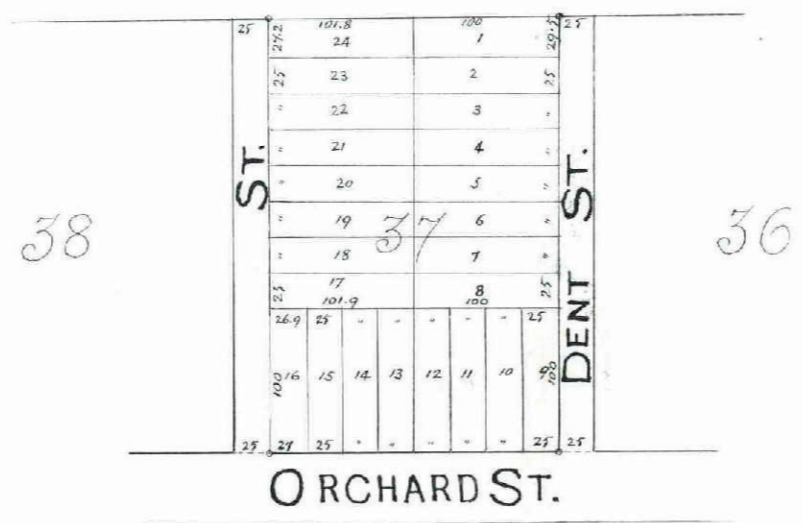 25 27.2 101.8 100 29.5 25
24 1
25 23 2 25
" 22 3 "
" 21 4 "
" 20 5 "
" 19 6 "
" 18 7 "
25 17 8 25
101.9 100
38 37 36
ST.
DENT ST.
26.9 25 " " " " " 25
100 16 15 14 13 12 11 10 9 100
25 27 25 " " " " " 25 25
ORCHARD ST.